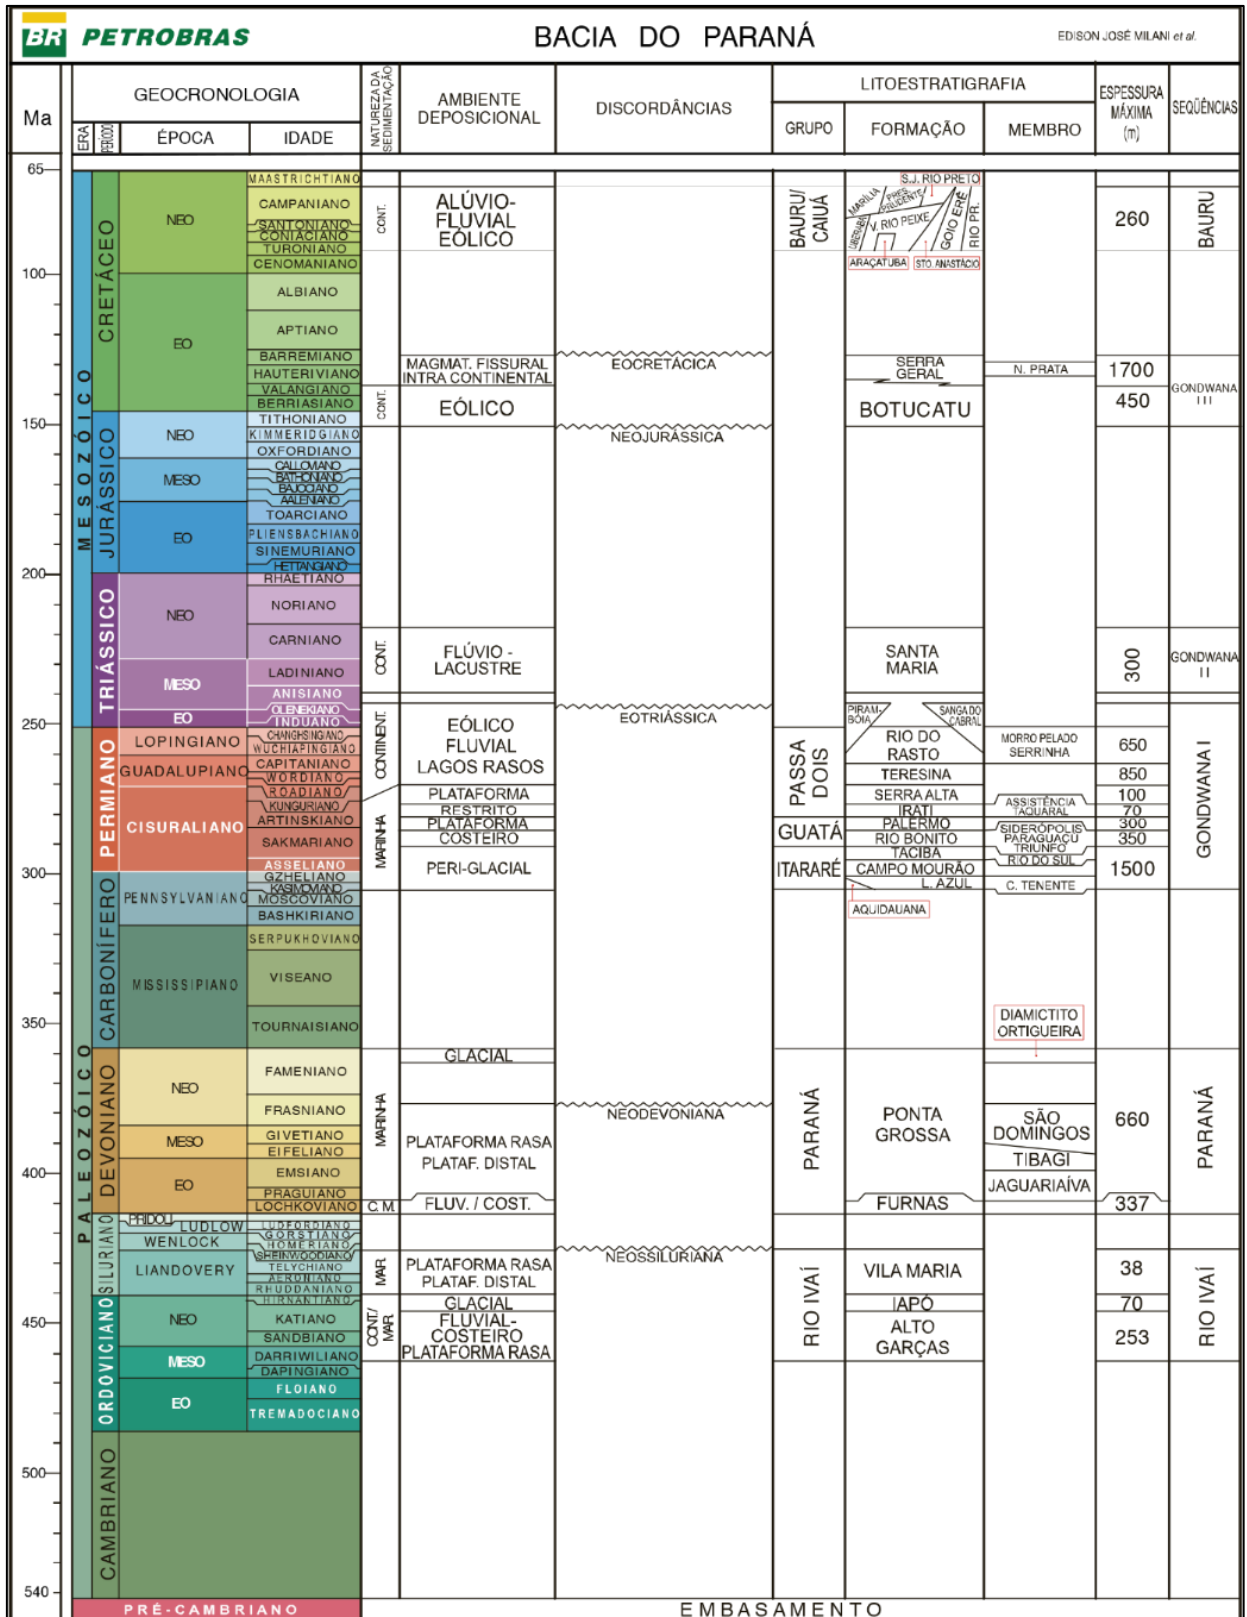 BR PETROBRAS
BACIA DO PARANÁ
EDISON JOSÉ MILANI et al.
Ma
GEOCRONOLOGIA
ERA
PERÍODO
ÉPOCA
IDADE
NATUREZA DA SEDIMENTAÇÃO
AMBIENTE
DEPOSICIONAL
DISCORDÂNCIAS
LITOESTRATIGRAFIA
GRUPO
FORMAÇÃO
MEMBRO
ESPESSURA
MÁXIMA
(m)
SEQÜÊNCIAS
65
100
150
200
250
300
350
400
450
500
540
MESOZÓICO
PALEOZÓICO
CRETÁCEO
JURÁSSICO
TRIÁSSICO
PERMIANO
CARBONÍFERO
DEVONIANO
SILURIANO
ORDOVICIANO
CAMBRIANO
NEO
EO
NEO
MESO
EO
NEO
MESO
EO
LOPINGIANO
GUADALUPIANO
CISURALIANO
PENNSYLVANIANO
MISSISSIPIANO
NEO
MESO
EO
PRIDOLI
LUDLOW
WENLOCK
LIANDOVERY
NEO
MESO
EO
MAASTRICHTIANO
CAMPANIANO
SANTONIANO
CONIACIANO
TURONIANO
CENOMANIANO
ALBIANO
APTIANO
BARREMIANO
HAUTERIVIANO
VALANGIANO
BERRIASIANO
TITHONIANO
KIMMERIDGIANO
OXFORDIANO
CALLOVIANO
BATHONIANO
BAJOCIANO
AALENIANO
TOARCIANO
PLIENSBACHIANO
SINEMURIANO
HETTANGIANO
RHAETIANO
NORIANO
CARNIANO
LADINIANO
ANISIANO
OLENEKIANO
INDUANO
CHANGHSINGIANO
WUCHIAPINGIANO
CAPITANIANO
WORDIANO
ROADIANO
KUNGURIANO
ARTINSKIANO
SAKMARIANO
ASSELIANO
GZHELIANO
KASIMOVIANO
MOSCOVIANO
BASHKIRIANO
SERPUKHOVIANO
VISEANO
TOURNAISIANO
FAMENIANO
FRASNIANO
GIVETIANO
EIFELIANO
EMSIANO
PRAGUIANO
LOCHKOVIANO
LUDFORDIANO
GORSTIANO
HOMERIANO
SHEINWOODIANO
TELYCHIANO
AERONIANO
RHUDDANIANO
HIRNANTIANO
KATIANO
SANDBIANO
DARRIWILIANO
DAPINGIANO
FLOIANO
TREMADOCIANO
CONT.
CONT.
CONT.
CONTINENT.
MARINHA
MARINHA
C. M.
MAR.
CONT./
MAR.
ALÚVIO-
FLUVIAL
EÓLICO
MAGMAT. FISSURAL
INTRA CONTINENTAL
EÓLICO
FLÚVIO -
LACUSTRE
EÓLICO
FLUVIAL
LAGOS RASOS
PLATAFORMA
RESTRITO
PLATAFORMA
COSTEIRO
PERI-GLACIAL
GLACIAL
PLATAFORMA RASA
PLATAF. DISTAL
FLUV. / COST.
PLATAFORMA RASA
PLATAF. DISTAL
GLACIAL
FLUVIAL-
COSTEIRO
PLATAFORMA RASA
EOCRETÁCICA
NEOJURÁSSICA
EOTRIÁSSICA
NEODEVONIANA
NEOSSILURIANA
BAURU/
CAIUÁ
PASSA
DOIS
GUATÁ
ITARARÉ
PARANÁ
RIO IVAÍ
S.J. RIO PRETO
MARÍLIA
PRES. PRUDENTE
UBERABA
V. RIO PEIXE
GOIO ERÊ
RIO PR.
ARAÇATUBA
STO. ANASTÁCIO
SERRA
GERAL
BOTUCATU
SANTA
MARIA
PIRAM-
BÓIA
SANGA DO
CABRAL
RIO DO
RASTO
TERESINA
SERRA ALTA
IRATI
PALERMO
RIO BONITO
TACIBA
CAMPO MOURÃO
L. AZUL
AQUIDAUANA
PONTA
GROSSA
FURNAS
VILA MARIA
IAPÓ
ALTO
GARÇAS
N. PRATA
MORRO PELADO
SERRINHA
ASSISTÊNCIA
TAQUARAL
SIDERÓPOLIS
PARAGUAÇU
TRIUNFO
RIO DO SUL
C. TENENTE
DIAMICTITO
ORTIGUEIRA
SÃO
DOMINGOS
TIBAGI
JAGUARIAÍVA
260
1700
450
300
650
850
100
70
300
350
1500
660
337
38
70
253
BAURU
GONDWANA
III
GONDWANA
II
GONDWANA I
PARANÁ
RIO IVAÍ
PRÉ-CAMBRIANO
EMBASAMENTO